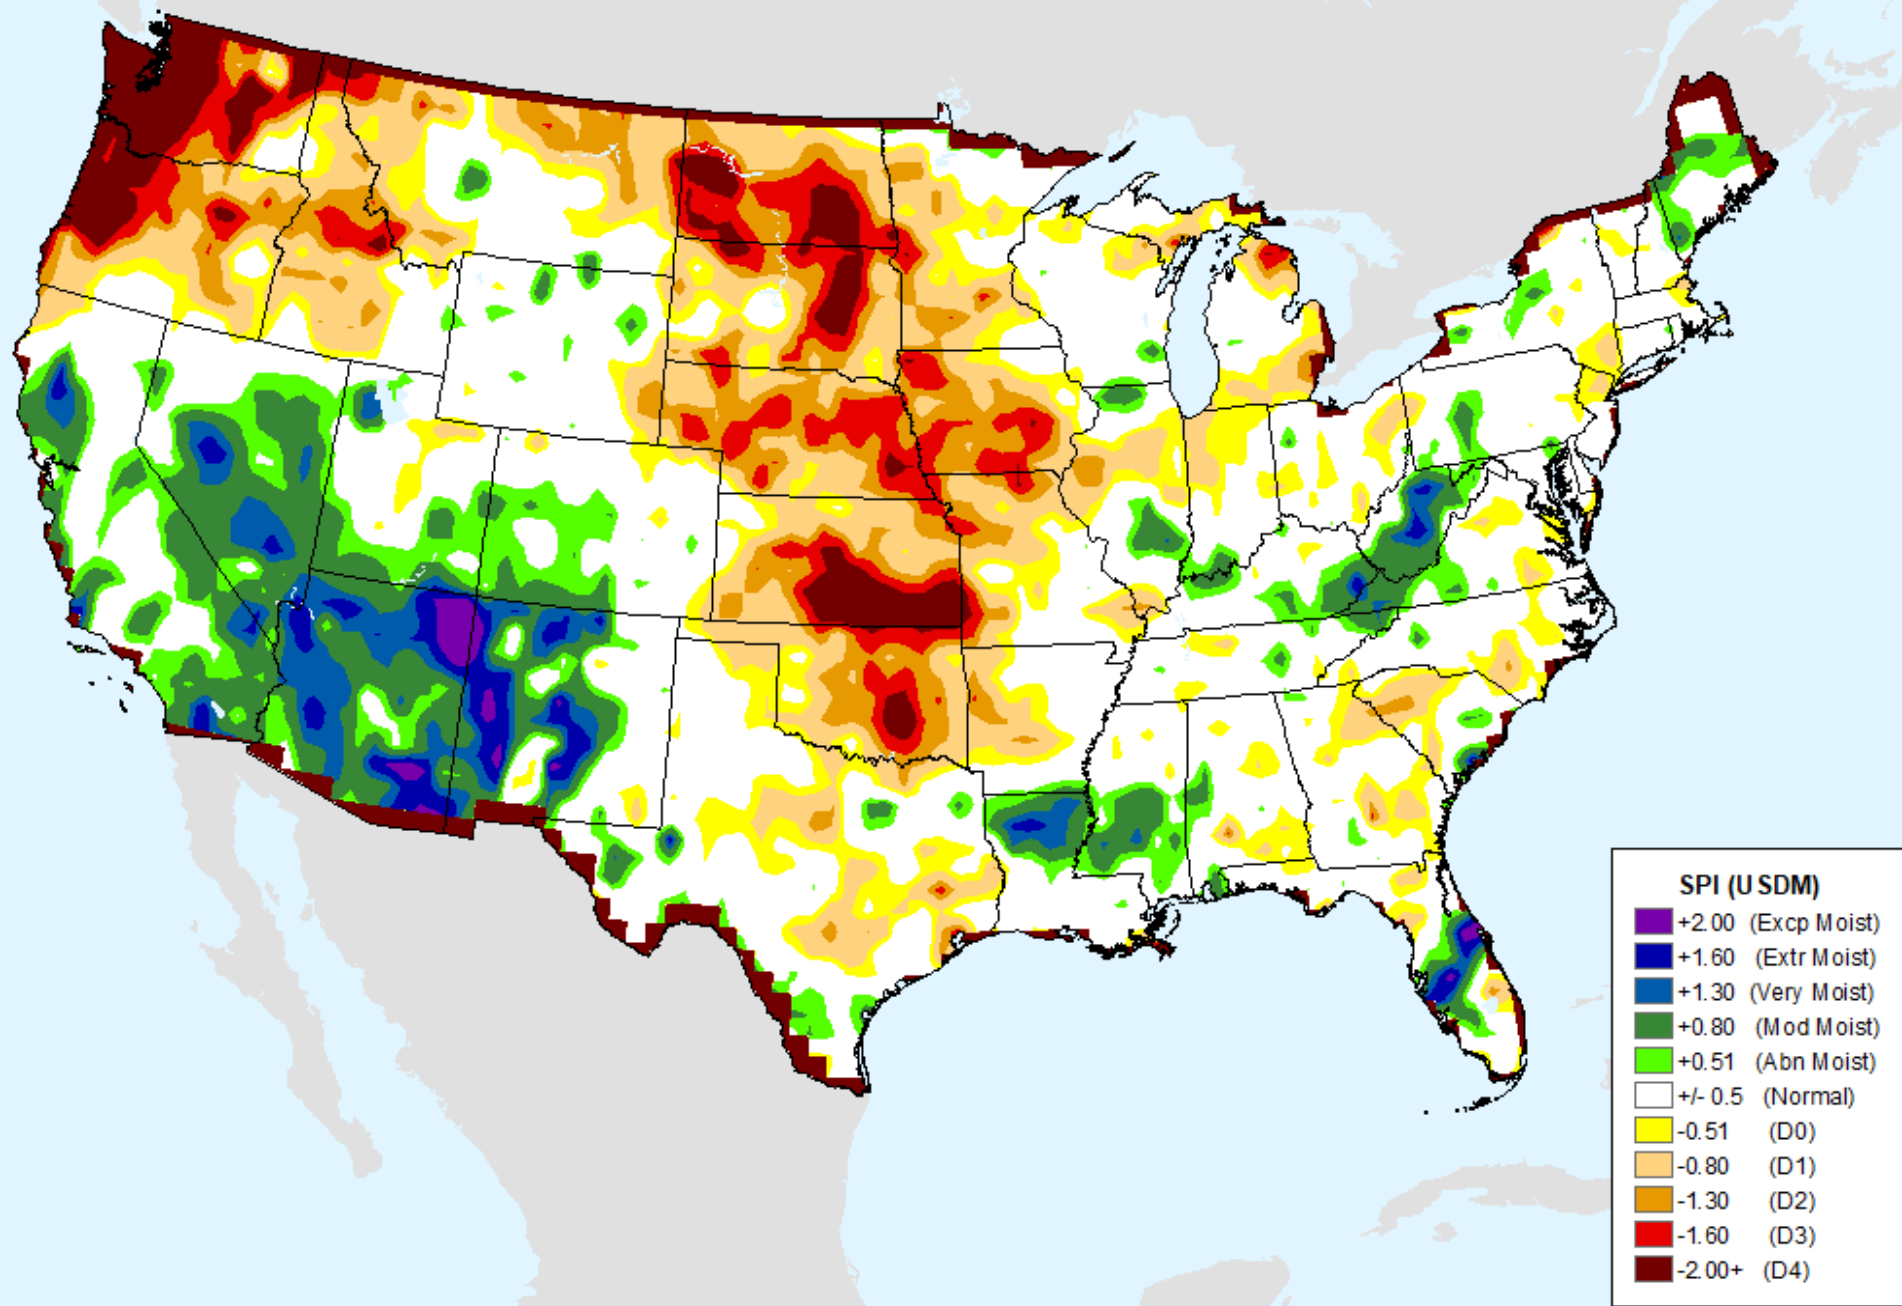 SPI (USDM)
+2.00 (Excp Moist)
+1.60 (Extr Moist)
+1.30 (Very Moist)
+0.80 (Mod Moist)
+0.51 (Abn Moist)
+/- 0.5 (Normal)
-0.51 (D0)
-0.80 (D1)
-1.30 (D2)
-1.60 (D3)
-2.00+ (D4)